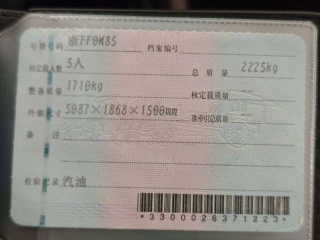 号牌号码 浙FF0M85 档案编号
核定载人数 5人 总质量 2225kg
整备质量 1710kg 核定载质量
外廓尺寸 5087×1868×1500mm 准牵引总质量
备注
检验记录 汽油
*3300026371223*